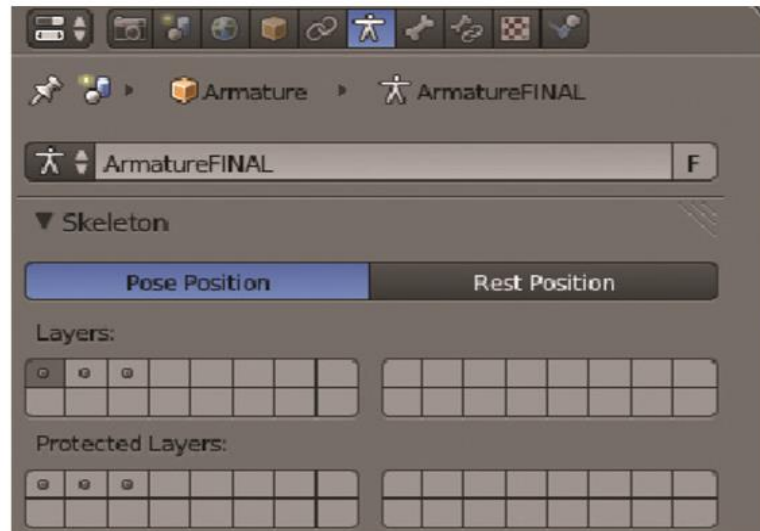 Armature ArmatureFINAL
ArmatureFINAL F
Skeleton
Pose Position Rest Position
Layers:
Protected Layers: